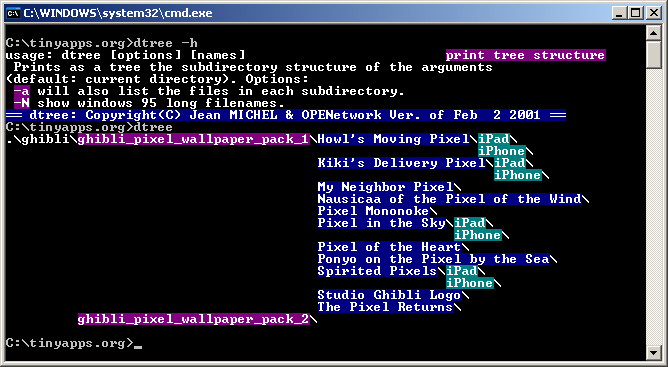 C:\WINDOWS\system32\cmd.exe
C:\tinyapps.org>dtree -h
usage: dtree [options] [names] print tree structure
Prints as a tree the subdirectory structure of the arguments
(default: current directory). Options:
-a will also list the files in each subdirectory.
-N show windows 95 long filenames.
== dtree: Copyright(C) Jean MICHEL & OPENetwork Ver. of Feb  2 2001 ==
C:\tinyapps.org>dtree
.\ghibli\ghibli_pixel_wallpaper_pack_1\Howl's Moving Pixel\iPad\
iPhone\
Kiki's Delivery Pixel\iPad\
iPhone\
My Neighbor Pixel\
Nausicaa of the Pixel of the Wind\
Pixel Mononoke\
Pixel in the Sky\iPad\
iPhone\
Pixel of the Heart\
Ponyo on the Pixel by the Sea\
Spirited Pixels\iPad\
iPhone\
Studio Ghibli Logo\
The Pixel Returns\
ghibli_pixel_wallpaper_pack_2\
C:\tinyapps.org>_